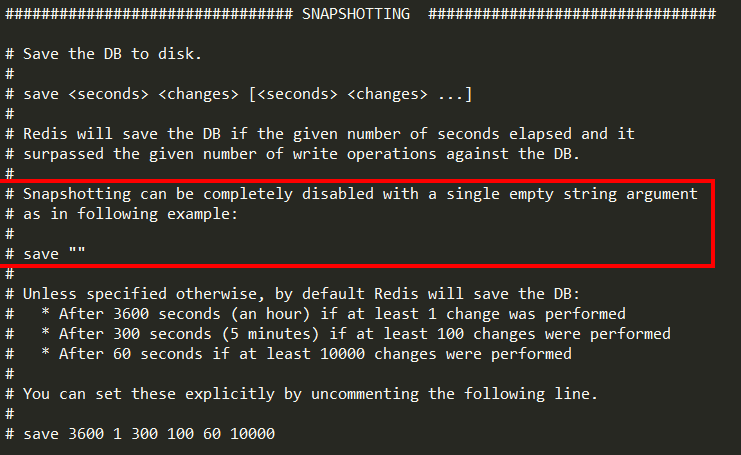 ################################ SNAPSHOTTING  ################################
# Save the DB to disk.
#
# save <seconds> <changes> [<seconds> <changes> ...]
#
# Redis will save the DB if the given number of seconds elapsed and it
# surpassed the given number of write operations against the DB.
#
# Snapshotting can be completely disabled with a single empty string argument
# as in following example:
#
# save ""
#
# Unless specified otherwise, by default Redis will save the DB:
#   * After 3600 seconds (an hour) if at least 1 change was performed
#   * After 300 seconds (5 minutes) if at least 100 changes were performed
#   * After 60 seconds if at least 10000 changes were performed
#
# You can set these explicitly by uncommenting the following line.
#
# save 3600 1 300 100 60 10000